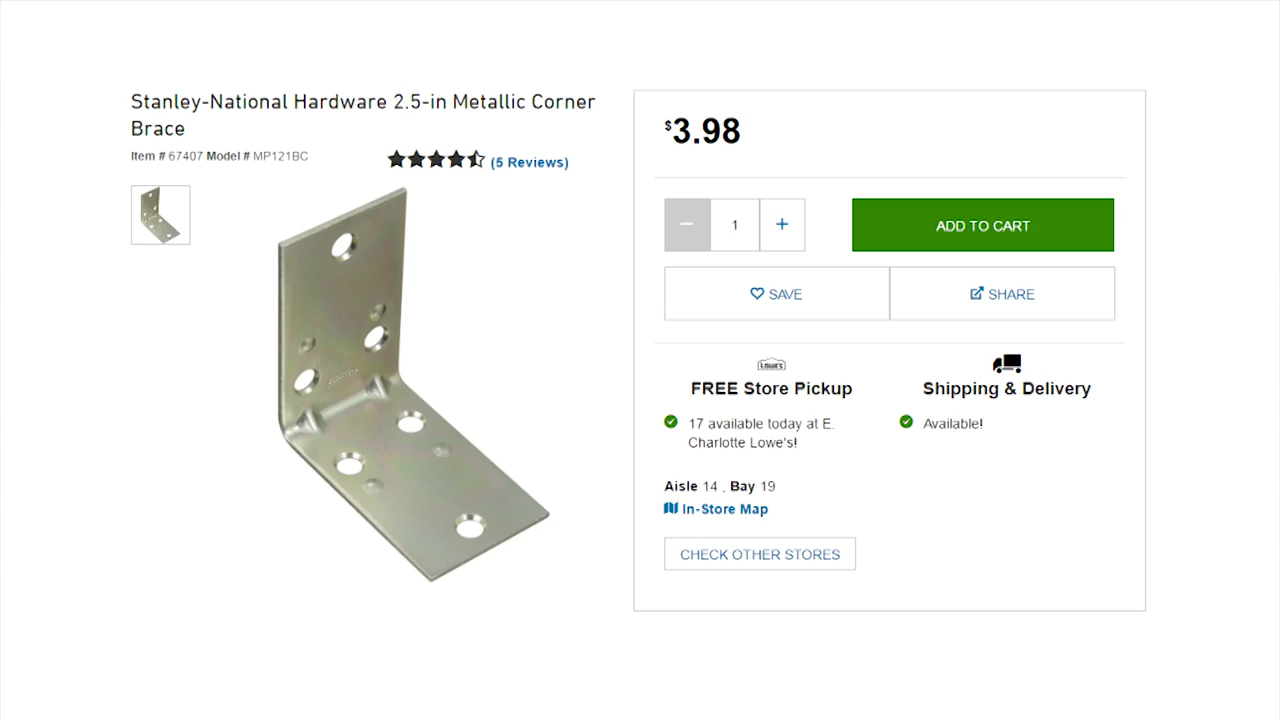 Stanley-National Hardware 2.5-in Metallic Corner
Brace
Item # 67407 Model # MP121BC
(5 Reviews)
$3.98
1
ADD TO CART
SAVE
SHARE
Lowe's
FREE Store Pickup
Shipping & Delivery
17 available today at E.
Charlotte Lowe's!
Available!
Aisle 14 , Bay 19
In-Store Map
CHECK OTHER STORES